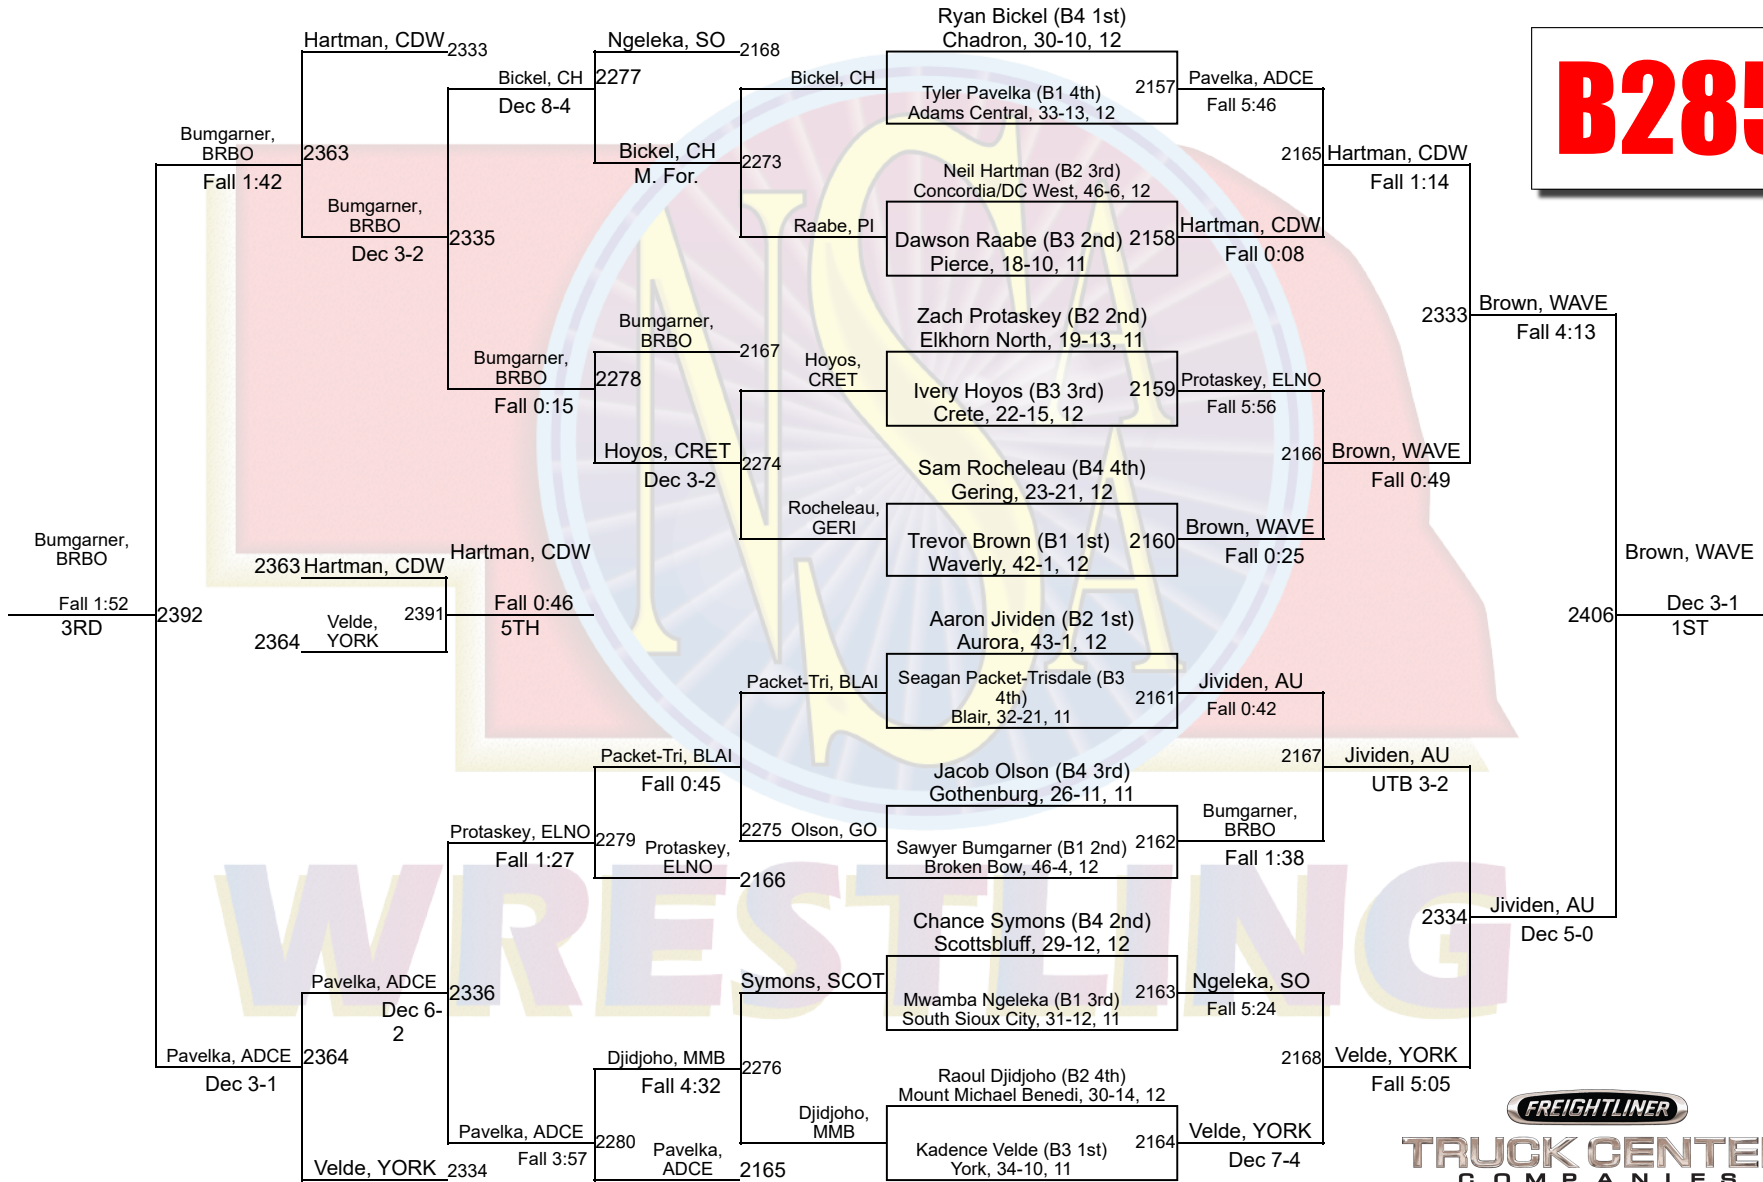 Ryan Bickel (B4 1st)
Chadron, 30-10, 12
Tyler Pavelka (B1 4th)
Adams Central, 33-13, 12
2157
Neil Hartman (B2 3rd)
Concordia/DC West, 46-6, 12
Dawson Raabe (B3 2nd)
Pierce, 18-10, 11
2158
Zach Protaskey (B2 2nd)
Elkhorn North, 19-13, 11
Ivery Hoyos (B3 3rd)
Crete, 22-15, 12
2159
Sam Rocheleau (B4 4th)
Gering, 23-21, 12
Trevor Brown (B1 1st)
Waverly, 42-1, 12
2160
Aaron Jividen (B2 1st)
Aurora, 43-1, 12
Seagan Packet-Trisdale (B3
4th)
Blair, 32-21, 11
2161
Jacob Olson (B4 3rd)
Gothenburg, 26-11, 11
Sawyer Bumgarner (B1 2nd)
Broken Bow, 46-4, 12
2162
Chance Symons (B4 2nd)
Scottsbluff, 29-12, 12
Mwamba Ngeleka (B1 3rd)
South Sioux City, 31-12, 11
2163
Raoul Djidjoho (B2 4th)
Mount Michael Benedi, 30-14, 12
Kadence Velde (B3 1st)
York, 34-10, 11
2164
Pavelka, ADCE
Fall 5:46
Hartman, CDW
Fall 0:08
Protaskey, ELNO
Fall 5:56
Brown, WAVE
Fall 0:25
Jividen, AU
Fall 0:42
Bumgarner,
BRBO
Fall 1:38
Ngeleka, SO
Fall 5:24
Velde, YORK
Dec 7-4
2165
Hartman, CDW
Fall 1:14
2166
Brown, WAVE
Fall 0:49
2167
Jividen, AU
UTB 3-2
2168
Velde, YORK
Fall 5:05
2333
Brown, WAVE
Fall 4:13
2334
Jividen, AU
Dec 5-0
2406
Brown, WAVE
Dec 3-1
1ST
Bickel, CH
Raabe, PI
2273
Hoyos,
CRET
Rocheleau,
GERI
2274
Packet-Tri, BLAI
2275
Olson, GO
Symons, SCOT
2276
Djidjoho,
MMB
Ngeleka, SO
2168
Bickel, CH
M. For.
2277
Bumgarner,
BRBO
2167
Hoyos, CRET
Dec 3-2
2278
Packet-Tri, BLAI
Fall 0:45
2279
Protaskey,
ELNO
2166
Djidjoho, MMB
Fall 4:32
2280
Pavelka,
ADCE
2165
Bickel, CH
Dec 8-4
Bumgarner,
BRBO
Fall 0:15
2335
Protaskey, ELNO
Fall 1:27
2336
Pavelka, ADCE
Fall 3:57
Hartman, CDW
2333
Bumgarner,
BRBO
Dec 3-2
2363
Pavelka, ADCE
Dec 6-
2
2364
Velde, YORK
2334
Bumgarner,
BRBO
Fall 1:42
Pavelka, ADCE
Dec 3-1
2392
Bumgarner,
BRBO
Fall 1:52
3RD
2363
Hartman, CDW
2364
Velde,
YORK
2391
Hartman, CDW
Fall 0:46
5TH
B285
NSAA
WRESTLING
FREIGHTLINER
TRUCK CENTER
COMPANIES